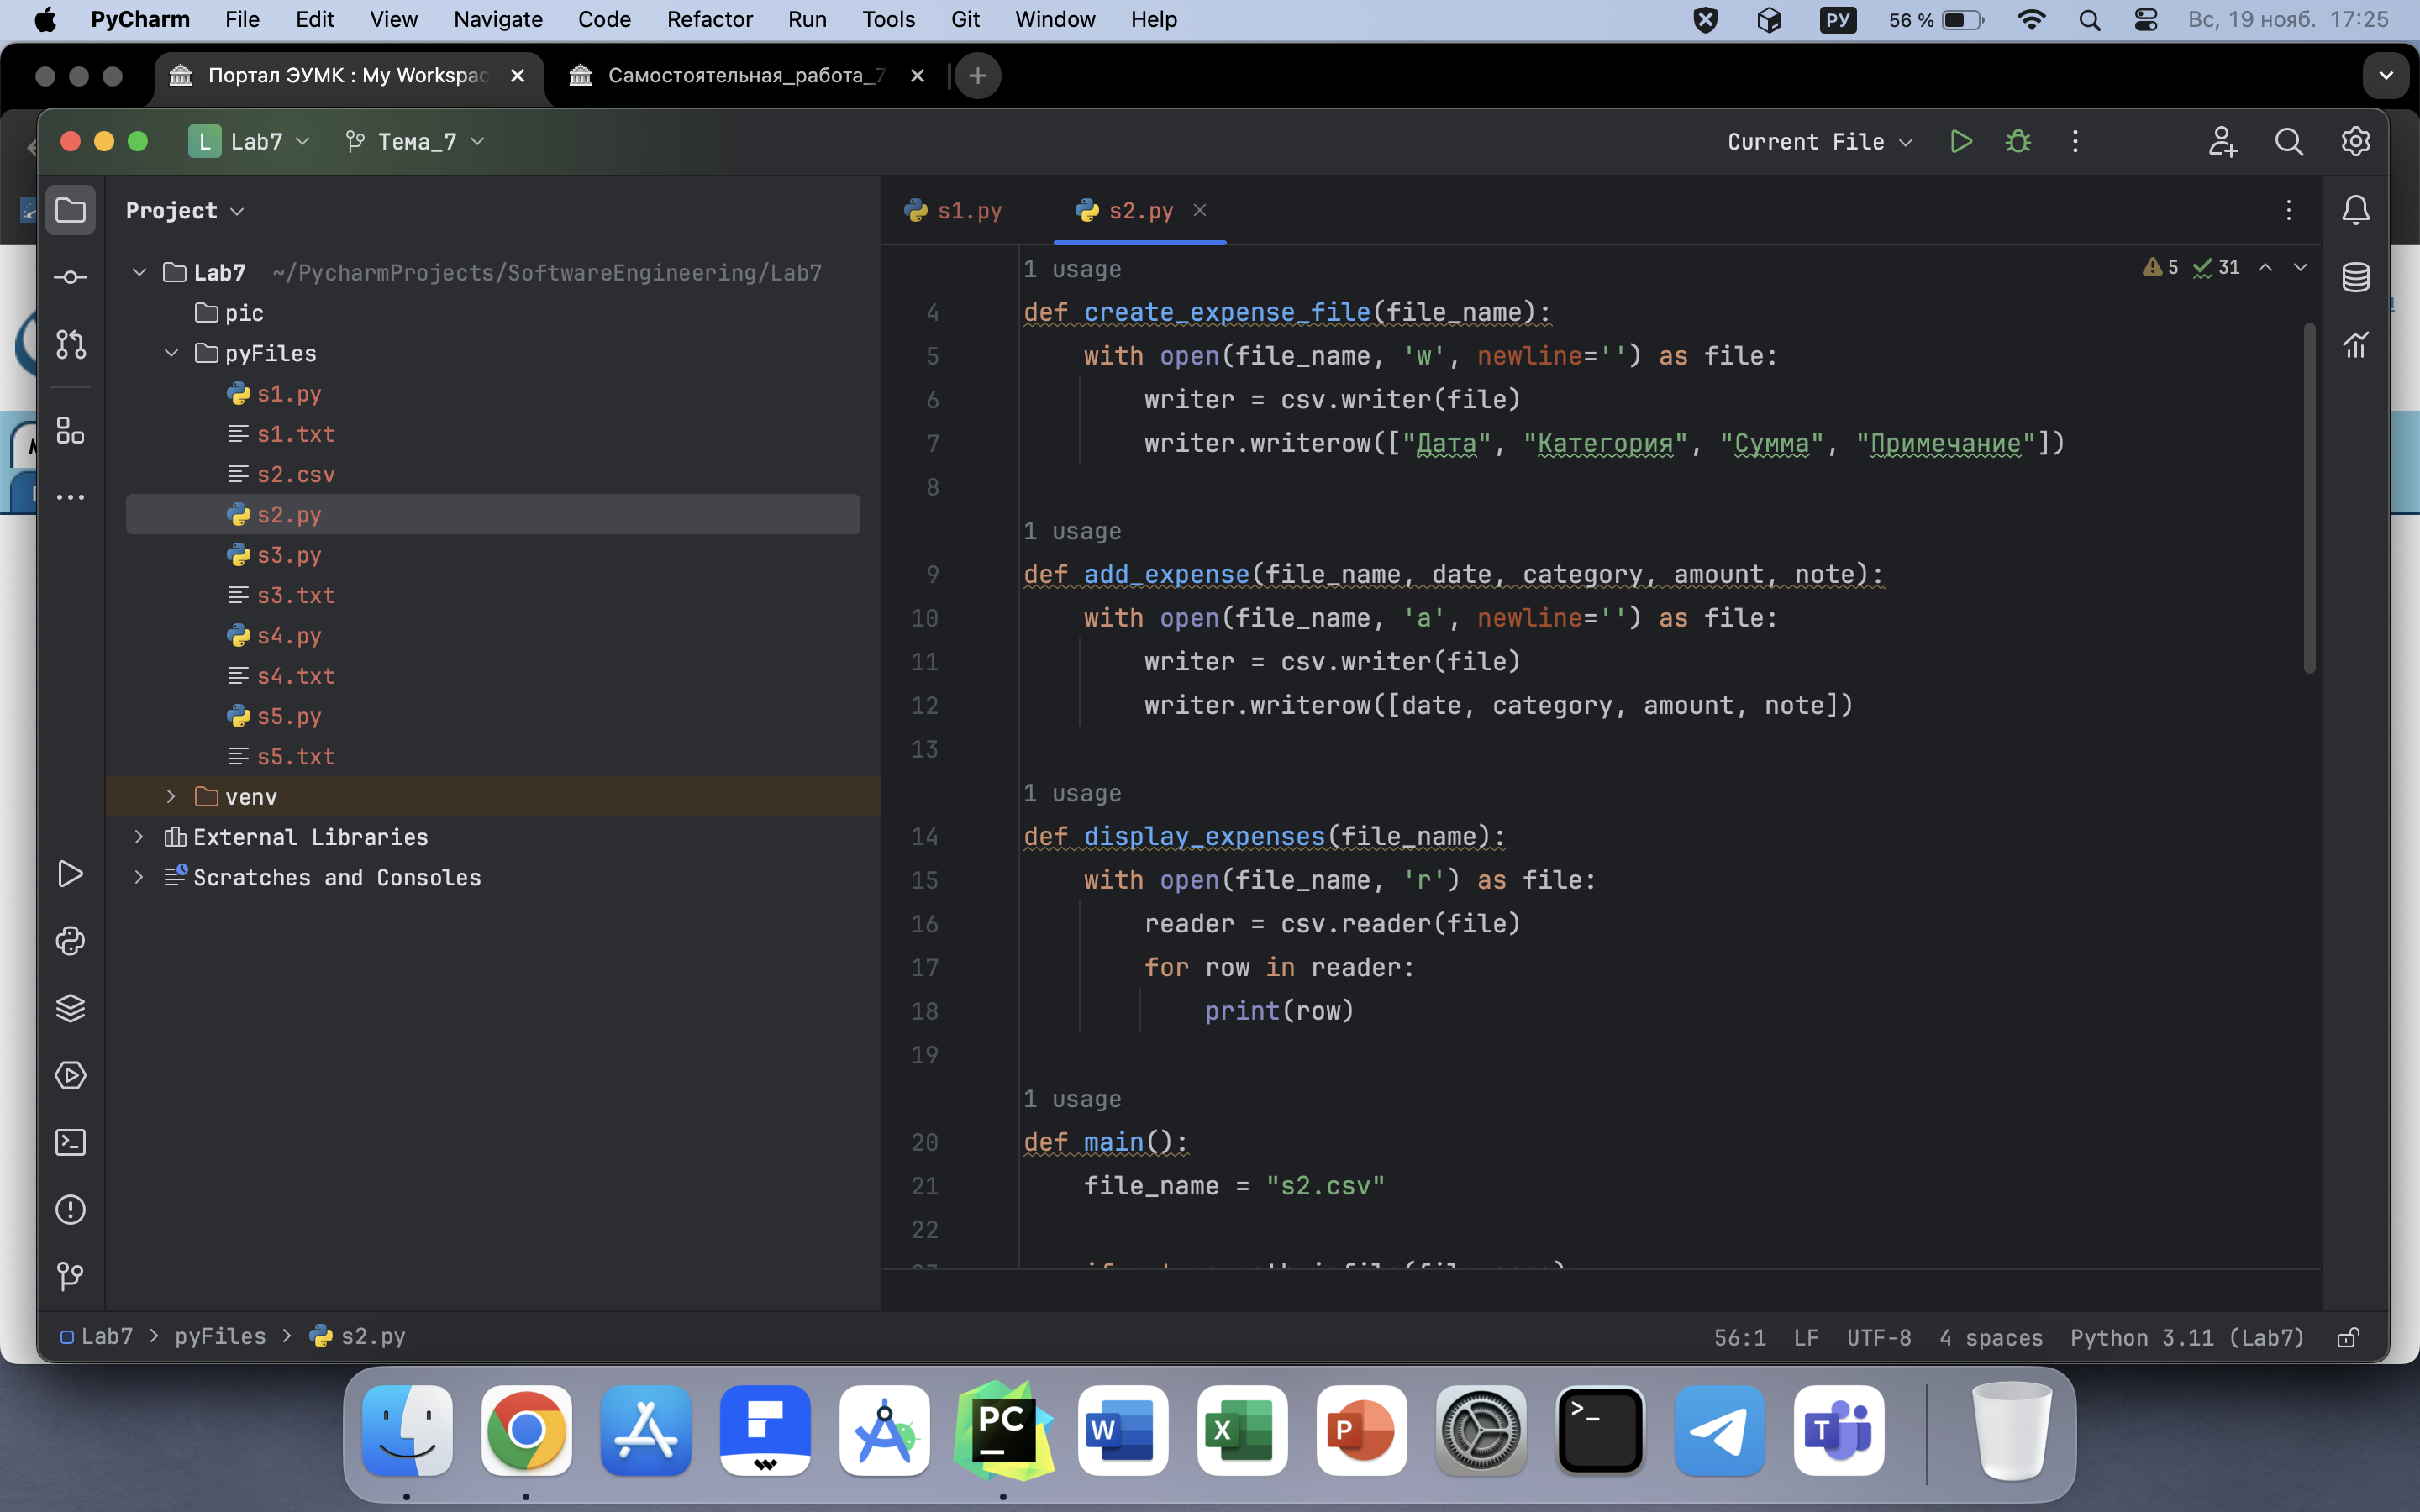 PyCharm File Edit View Navigate Code Refactor Run Tools Git Window Help РУ 56 % Вс, 19 нояб. 17:25
Портал ЭУМК : My Workspac Самостоятельная_работа_7
L Lab7 Тема_7 Current File
Project
Lab7 ~/PycharmProjects/SoftwareEngineering/Lab7
pic
pyFiles
s1.py
s1.txt
s2.csv
s2.py
s3.py
s3.txt
s4.py
s4.txt
s5.py
s5.txt
venv
External Libraries
Scratches and Consoles
s1.py s2.py
5 31
1 usage
4 def create_expense_file(file_name):
5 with open(file_name, 'w', newline='') as file:
6 writer = csv.writer(file)
7 writer.writerow(["Дата", "Категория", "Сумма", "Примечание"])
8
1 usage
9 def add_expense(file_name, date, category, amount, note):
10 with open(file_name, 'a', newline='') as file:
11 writer = csv.writer(file)
12 writer.writerow([date, category, amount, note])
13
1 usage
14 def display_expenses(file_name):
15 with open(file_name, 'r') as file:
16 reader = csv.reader(file)
17 for row in reader:
18 print(row)
19
1 usage
20 def main():
21 file_name = "s2.csv"
22
23 if not os.path.isfile(file_name):
Lab7 pyFiles s2.py
56:1 LF UTF-8 4 spaces Python 3.11 (Lab7)
PC W X P >_ T